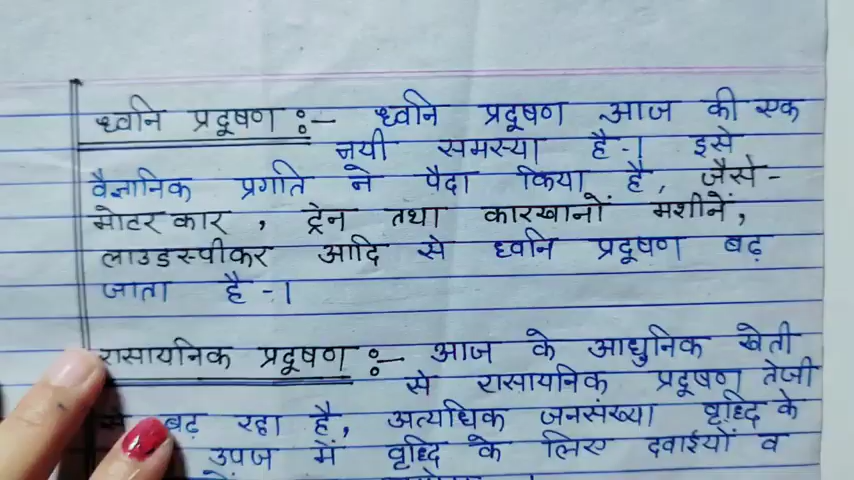 ध्वनि प्रदूषण :- ध्वनि प्रदूषण आज की एक
नयी समस्या है-। इसे
वैज्ञानिक प्रगति ने पैदा किया है, जैसे-
मोटर कार, ट्रेन तथा कारखानों मशीनें,
लाउडस्पीकर आदि से ध्वनि प्रदूषण बढ़
जाता है-।
रासायनिक प्रदूषण :- आज के आधुनिक खेती
से रासायनिक प्रदूषण तेजी
से बढ़ रहा है, अत्यधिक जनसंख्या वृध्दि के
उपज में वृध्दि के लिए दवाईयों व